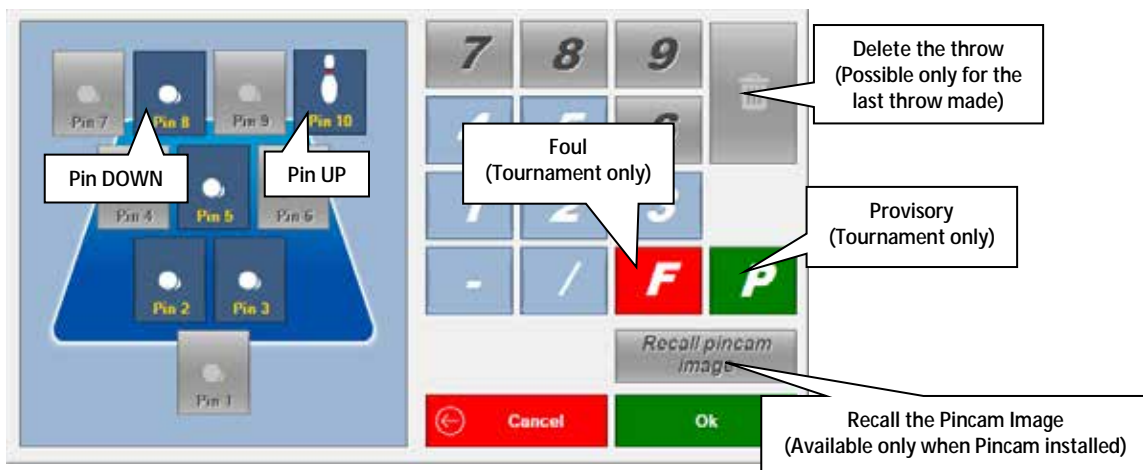 7 8 9
Delete the throw
(Possible only for the
last throw made)
Pin 7 Pin 8 Pin 9 Pin 10
Pin DOWN
Pin UP
Foul
(Tournament only)
Pin 4 Pin 5 Pin 6
1 2 3
Provisory
(Tournament only)
- / F P
Pin 2 Pin 3
Recall pincam
image
Pin 1
Cancel Ok
Recall the Pincam Image
(Available only when Pincam installed)